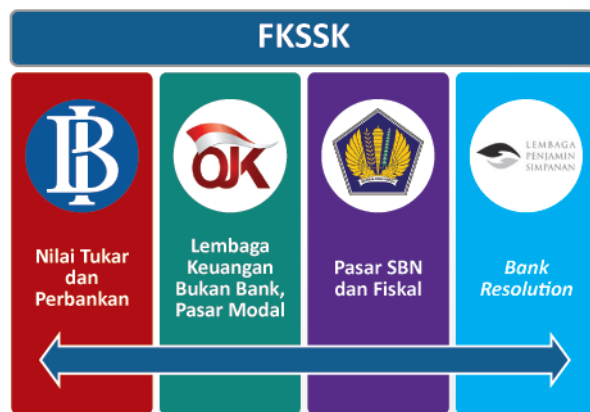 FKSSK
BI
Nilai Tukar
dan
Perbankan
OJK
Lembaga
Keuangan
Bukan Bank,
Pasar Modal
Pasar SBN
dan Fiskal
LEMBAGA
PENJAMIN
SIMPANAN
Bank
Resolution